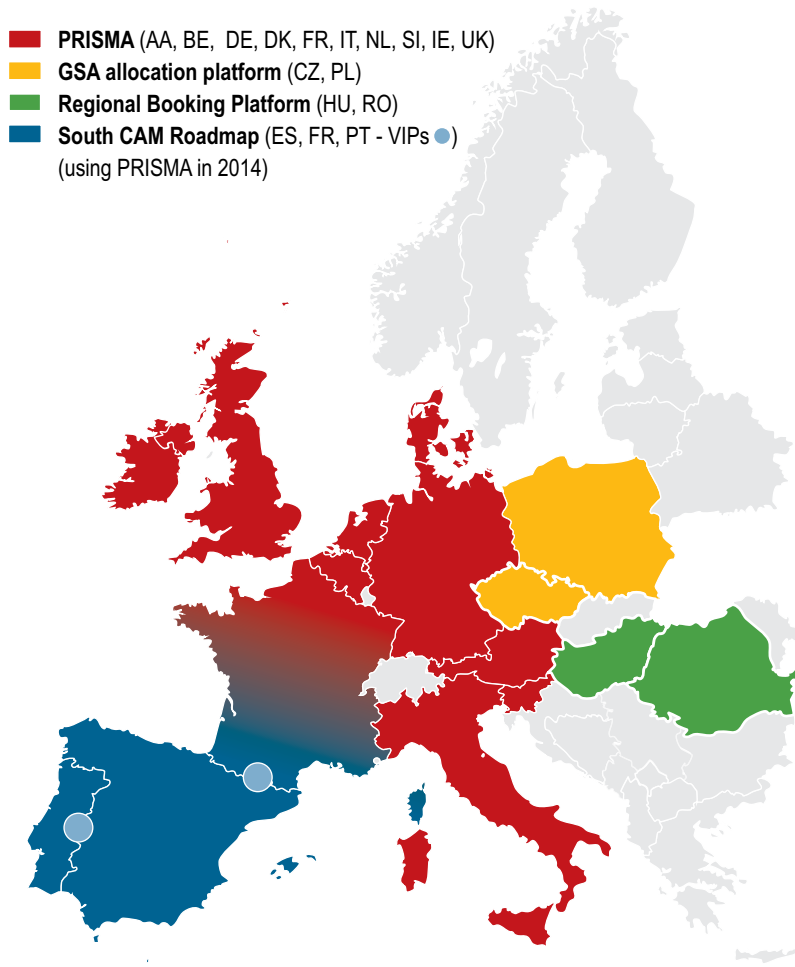 PRISMA (AA, BE, DE, DK, FR, IT, NL, SI, IE, UK)
GSA allocation platform (CZ, PL)
Regional Booking Platform (HU, RO)
South CAM Roadmap (ES, FR, PT - VIPs )
(using PRISMA in 2014)